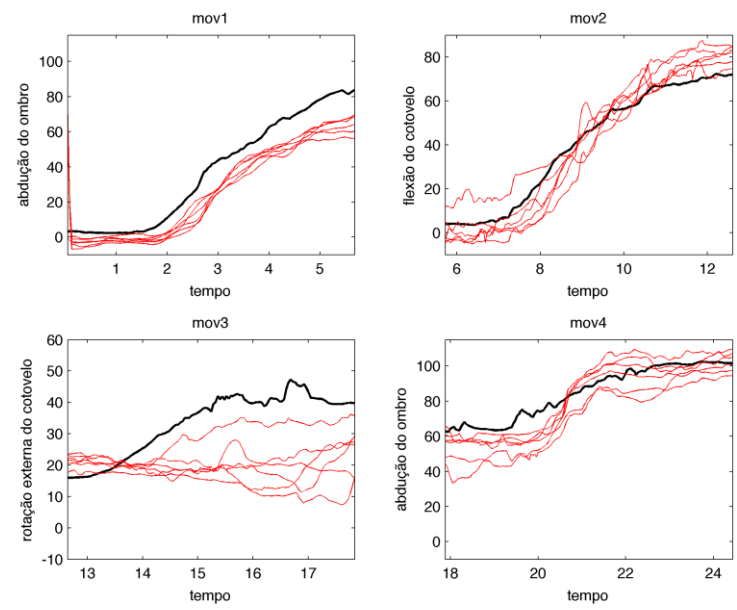 mov1
100
80
60
40
20
0
1 2 3 4 5
tempo
abdução do ombro
mov2
80
60
40
20
0
6 8 10 12
tempo
flexão do cotovelo
mov3
60
50
40
30
20
10
0
-10
13 14 15 16 17
tempo
rotação externa do cotovelo
mov4
100
80
60
40
20
0
18 20 22 24
tempo
abdução do ombro